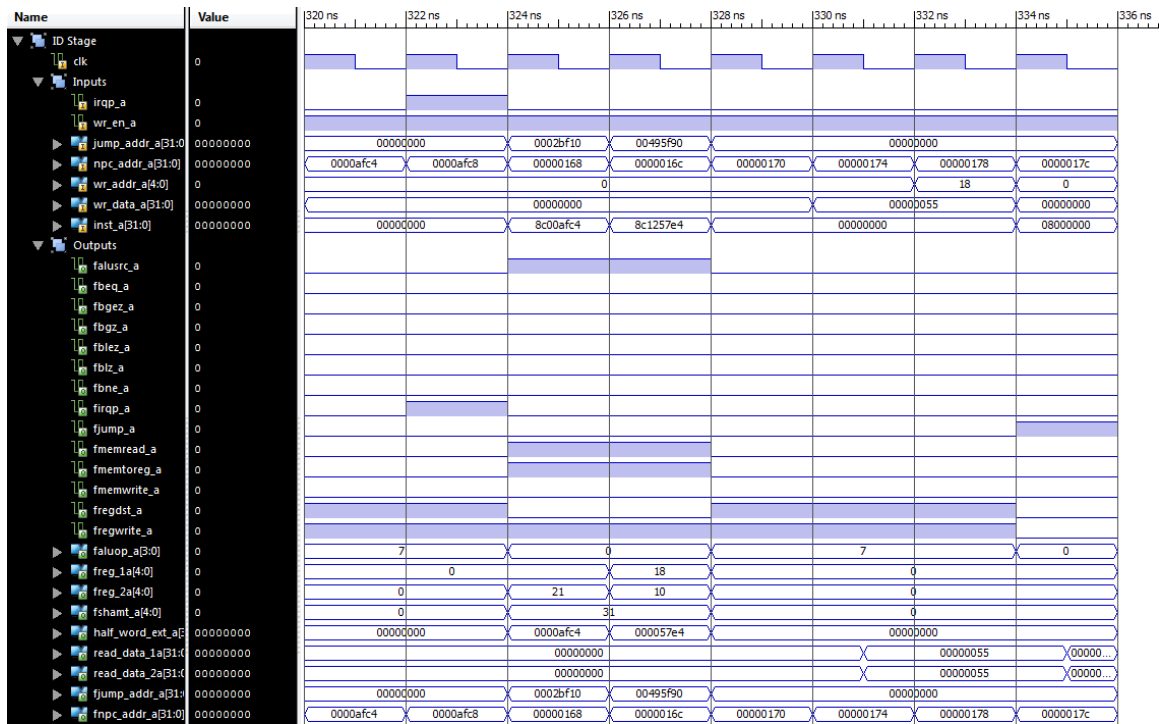 Name Value 320 ns 322 ns 324 ns 326 ns 328 ns 330 ns 332 ns 334 ns 336 ns
ID Stage
clk 0
Inputs
irqp_a 0
wr_en_a 0
jump_addr_a[31:0 00000000 00000000 0002bf10 00495f90 00000000
npc_addr_a[31:0] 00000000 0000afc4 0000afc8 00000168 0000016c 00000170 00000174 00000178 0000017c
wr_addr_a[4:0] 0 0 18 0
wr_data_a[31:0] 00000000 00000000 00000055 00000000
inst_a[31:0] 00000000 00000000 8c00afc4 8c1257e4 00000000 08000000
Outputs
falusrc_a 0
fbeq_a 0
fbgez_a 0
fbgz_a 0
fblez_a 0
fblz_a 0
fbne_a 0
firqp_a 0
fjump_a 0
fmemread_a 0
fmemtoreg_a 0
fmemwrite_a 0
fregdst_a 0
fregwrite_a 0
faluop_a[3:0] 0 7 0 7 0
freg_1a[4:0] 0 0 18 0
freg_2a[4:0] 0 0 21 10 0
fshamt_a[4:0] 0 0 31 0
half_word_ext_a[3 00000000 00000000 0000afc4 000057e4 00000000
read_data_1a[31:( 00000000 00000000 00000055 00000...
read_data_2a[31:( 00000000 00000000 00000055 00000...
fjump_addr_a[31:( 00000000 00000000 0002bf10 00495f90 00000000
fnpc_addr_a[31:0] 00000000 0000afc4 0000afc8 00000168 0000016c 00000170 00000174 00000178 0000017c